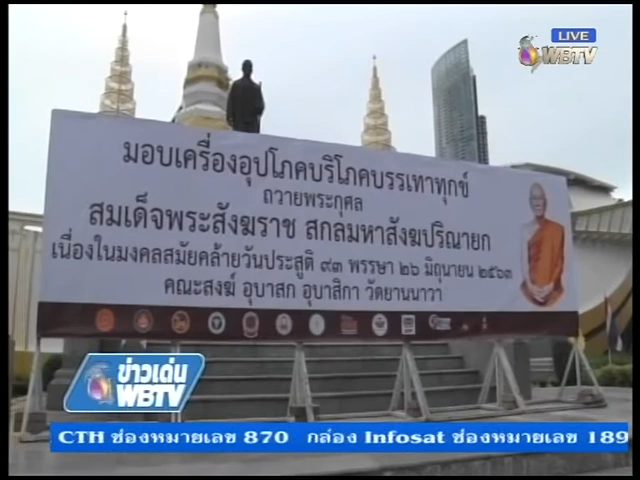 LIVE
WBTV
มอบเครื่องอุปโภคบริโภคบรรเทาทุกข์
ถวายพระกุศล
สมเด็จพระสังฆราช สกลมหาสังฆปริณายก
เนื่องในมงคลสมัยคล้ายวันประสูติ ๙๓ พรรษา ๒๖ มิถุนายน ๒๕๖๓
คณะสงฆ์ อุบาสก อุบาสิกา วัดยานนาวา
ข่าวเด่น
WBTV
CTH ช่องหมายเลข 870 กล่อง Infosat ช่องหมายเลข 189